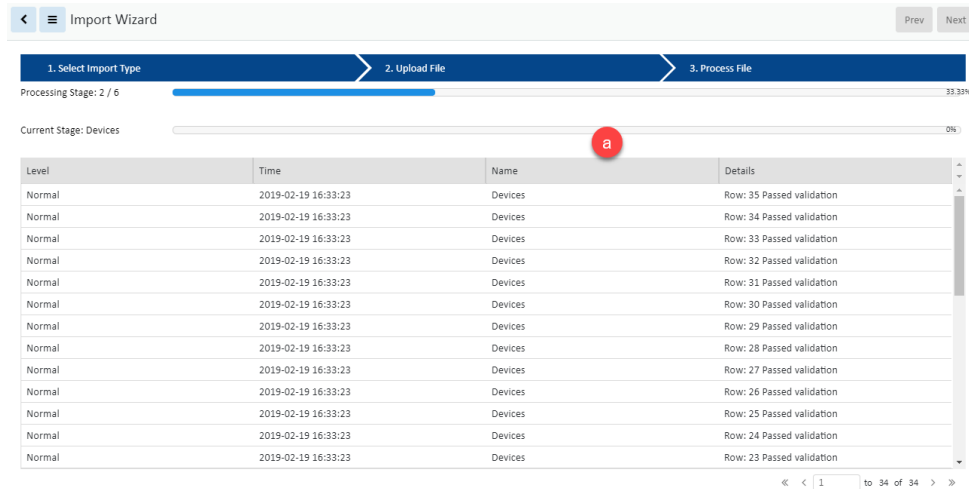 Import Wizard Prev Next
1. Select Import Type 2. Upload File 3. Process File
Processing Stage: 2 / 6 33.33%
Current Stage: Devices 0%
a
Level Time Name Details
Normal 2019-02-19 16:33:23 Devices Row: 35 Passed validation
Normal 2019-02-19 16:33:23 Devices Row: 34 Passed validation
Normal 2019-02-19 16:33:23 Devices Row: 33 Passed validation
Normal 2019-02-19 16:33:23 Devices Row: 32 Passed validation
Normal 2019-02-19 16:33:23 Devices Row: 31 Passed validation
Normal 2019-02-19 16:33:23 Devices Row: 30 Passed validation
Normal 2019-02-19 16:33:23 Devices Row: 29 Passed validation
Normal 2019-02-19 16:33:23 Devices Row: 28 Passed validation
Normal 2019-02-19 16:33:23 Devices Row: 27 Passed validation
Normal 2019-02-19 16:33:23 Devices Row: 26 Passed validation
Normal 2019-02-19 16:33:23 Devices Row: 25 Passed validation
Normal 2019-02-19 16:33:23 Devices Row: 24 Passed validation
Normal 2019-02-19 16:33:23 Devices Row: 23 Passed validation
« < 1 to 34 of 34 > »